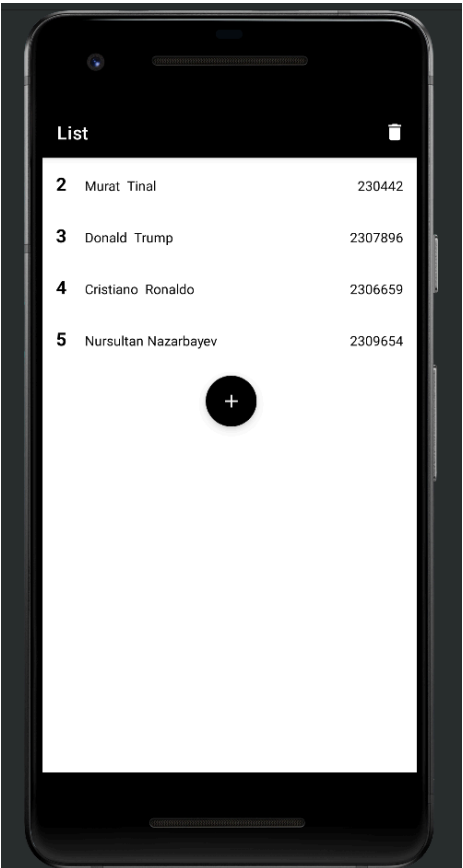 List
2 Murat Tinal 230442
3 Donald Trump 2307896
4 Cristiano Ronaldo 2306659
5 Nursultan Nazarbayev 2309654
+